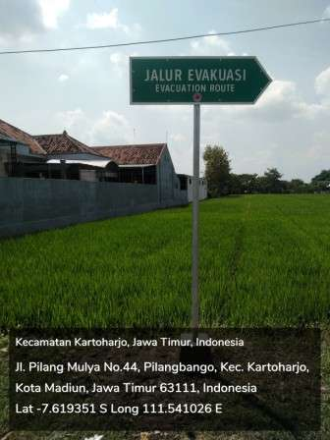 JALUR EVAKUASI
EVACUATION ROUTE
Kecamatan Kartoharjo, Jawa Timur, Indonesia
Jl. Pilang Mulya No.44, Pilangbango, Kec. Kartoharjo,
Kota Madiun, Jawa Timur 63111, Indonesia
Lat -7.619351 S Long 111.541026 E